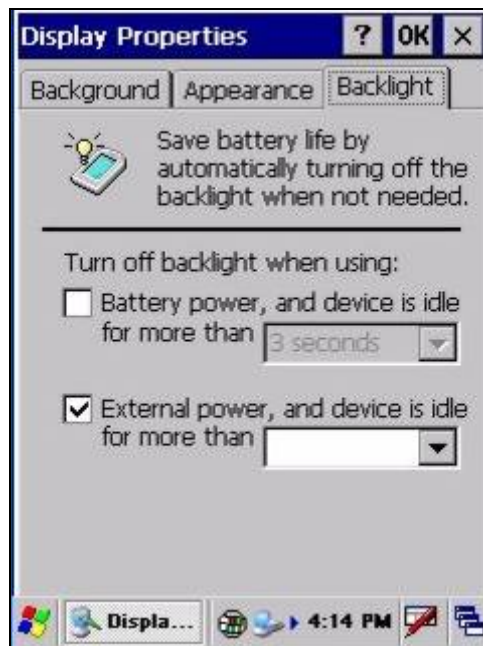 Display Properties ? OK ×
Background Appearance Backlight
Save battery life by
automatically turning off the
backlight when not needed.
Turn off backlight when using:
Battery power, and device is idle
for more than 3 seconds
External power, and device is idle
for more than
Displa... 4:14 PM